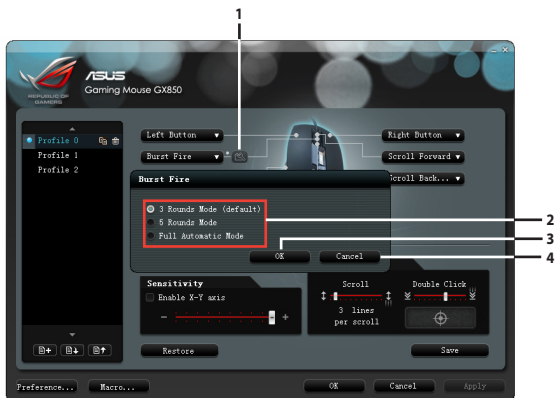 1
ASUS
Gaming Mouse GX850
REPUBLIC OF
GAMERS
Profile 0
Profile 1
Profile 2
Left Button
Right Button
Burst Fire
Scroll Forward
Scroll Back...
Burst Fire
3 Rounds Mode (default)
5 Rounds Mode
Full Automatic Mode
2
OK
Cancel
3
4
Sensitivity
Enable X-Y axis
Scroll
Double Click
3 lines
per scroll
Restore
Save
Preference...
Macro...
OK
Cancel
Apply